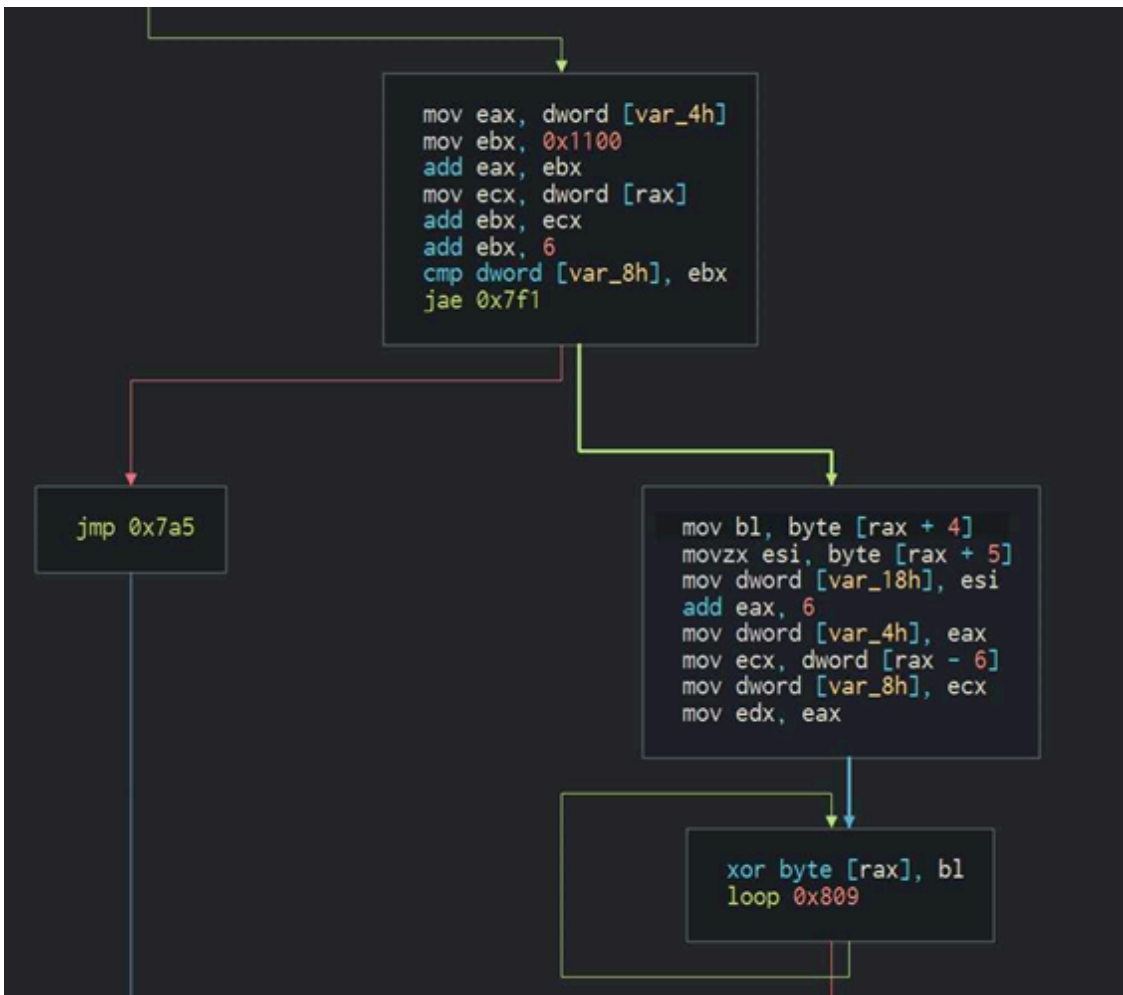 mov eax, dword [var_4h]
mov ebx, 0x1100
add eax, ebx
mov ecx, dword [rax]
add ebx, ecx
add ebx, 6
cmp dword [var_8h], ebx
jae 0x7f1
jmp 0x7a5
mov bl, byte [rax + 4]
movzx esi, byte [rax + 5]
mov dword [var_18h], esi
add eax, 6
mov dword [var_4h], eax
mov ecx, dword [rax - 6]
mov dword [var_8h], ecx
mov edx, eax
xor byte [rax], bl
loop 0x809